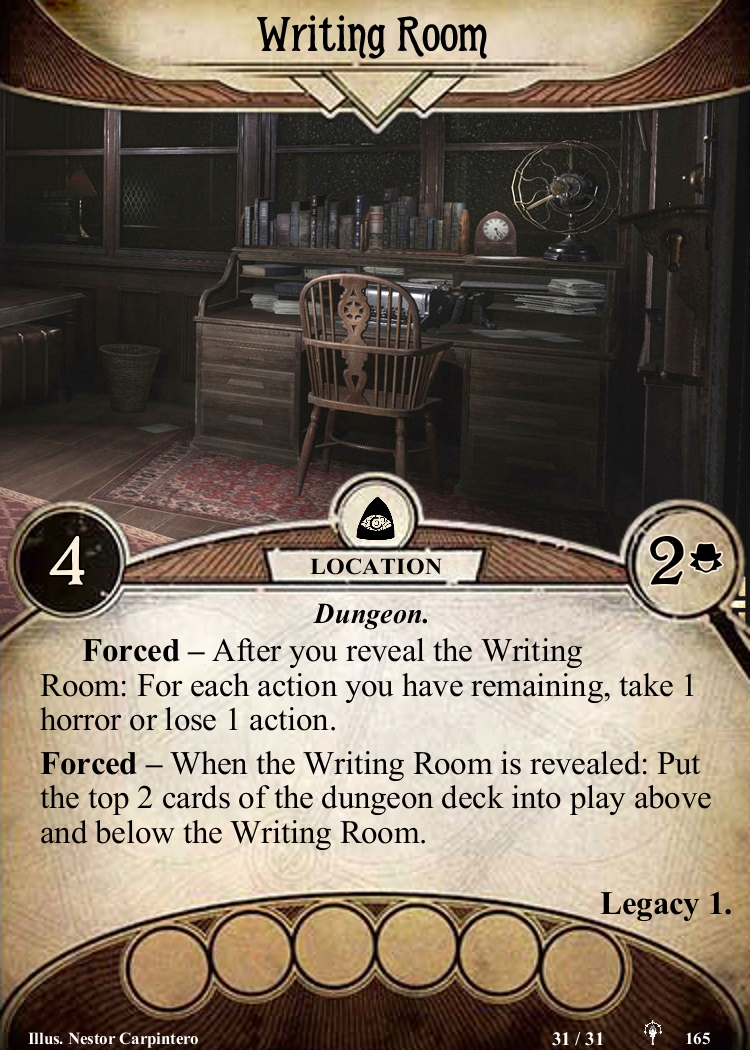 Writing Room
4
LOCATION
2
Dungeon.
Forced – After you reveal the Writing
Room: For each action you have remaining, take 1
horror or lose 1 action.
Forced – When the Writing Room is revealed: Put
the top 2 cards of the dungeon deck into play above
and below the Writing Room.
Legacy 1.
Illus. Nestor Carpintero
31 / 31
165